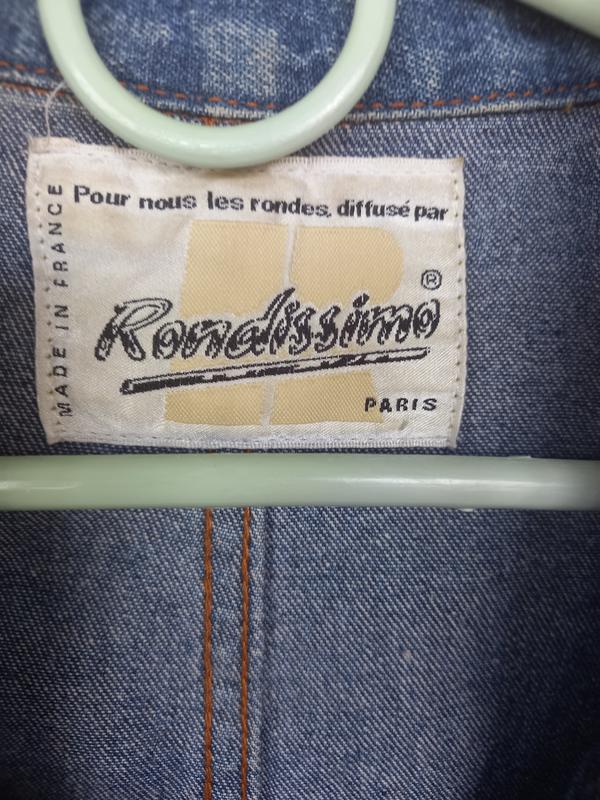 Pour nous les rondes, diffusé par
Rondissimo®
PARIS
MADE IN FRANCE